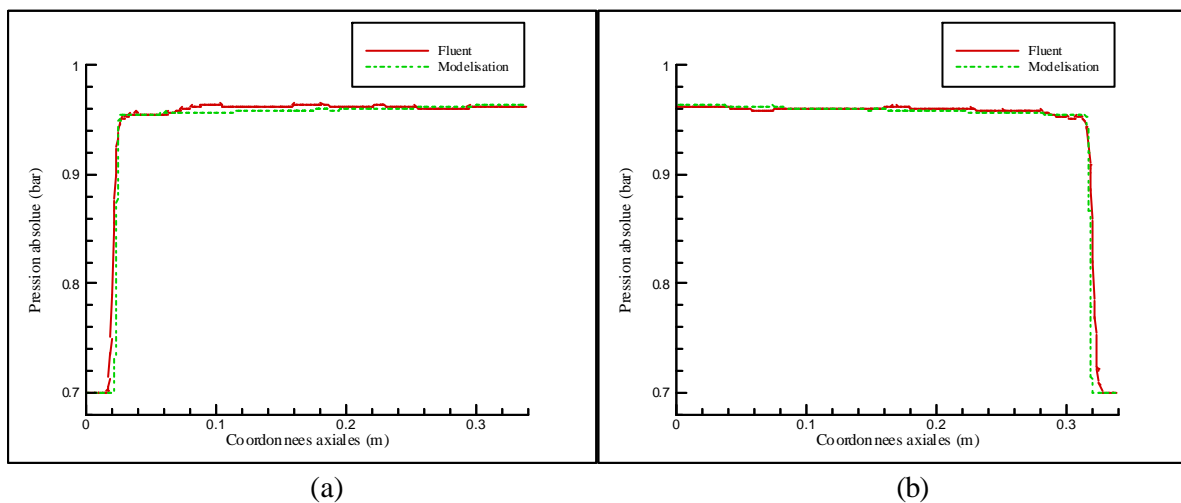 Fluent
Modelisation
1
0.9
0.8
0.7
Pression absolue (bar)
0
0.1
0.2
0.3
Coordonnees axiales (m)
(a)
Fluent
Modelisation
1
0.9
0.8
0.7
Pression absolue (bar)
0
0.1
0.2
0.3
Coordonnees axiales (m)
(b)